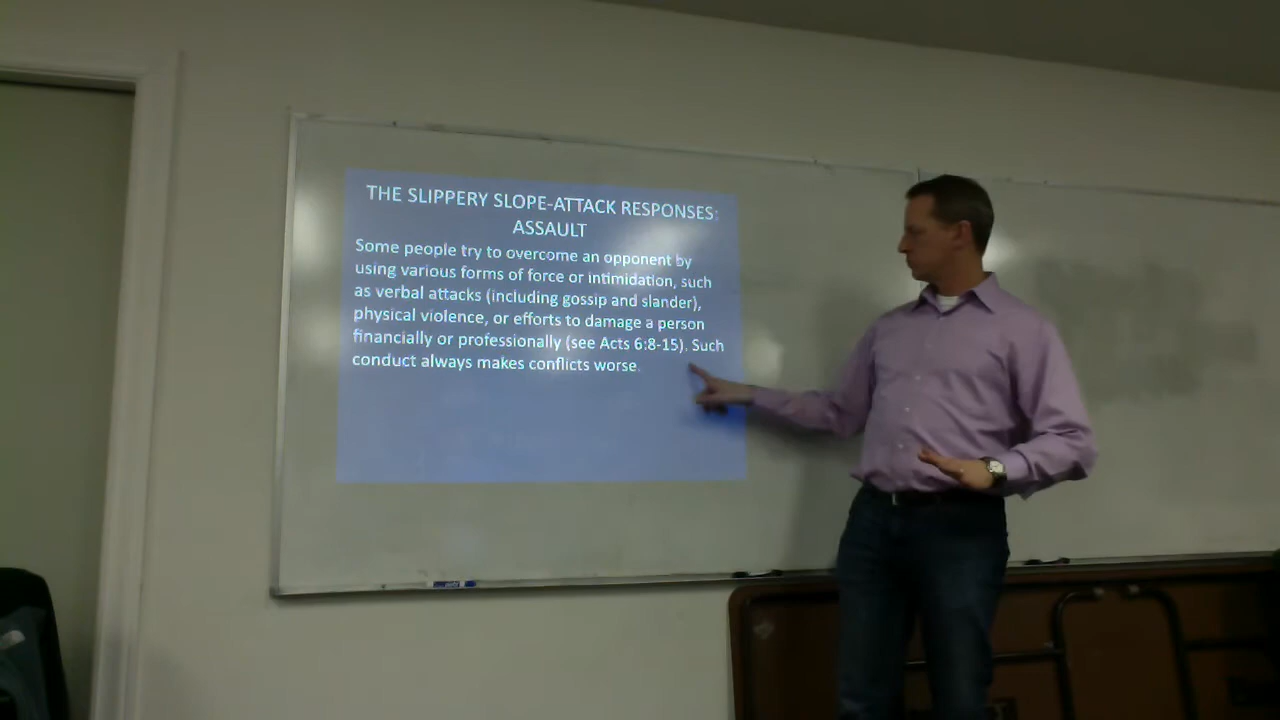 THE SLIPPERY SLOPE-ATTACK RESPONSES:
ASSAULT
Some people try to overcome an opponent by
using various forms of force or intimidation, such
as verbal attacks (including gossip and slander),
physical violence, or efforts to damage a person
financially or professionally (see Acts 6:8-15). Such
conduct always makes conflicts worse.